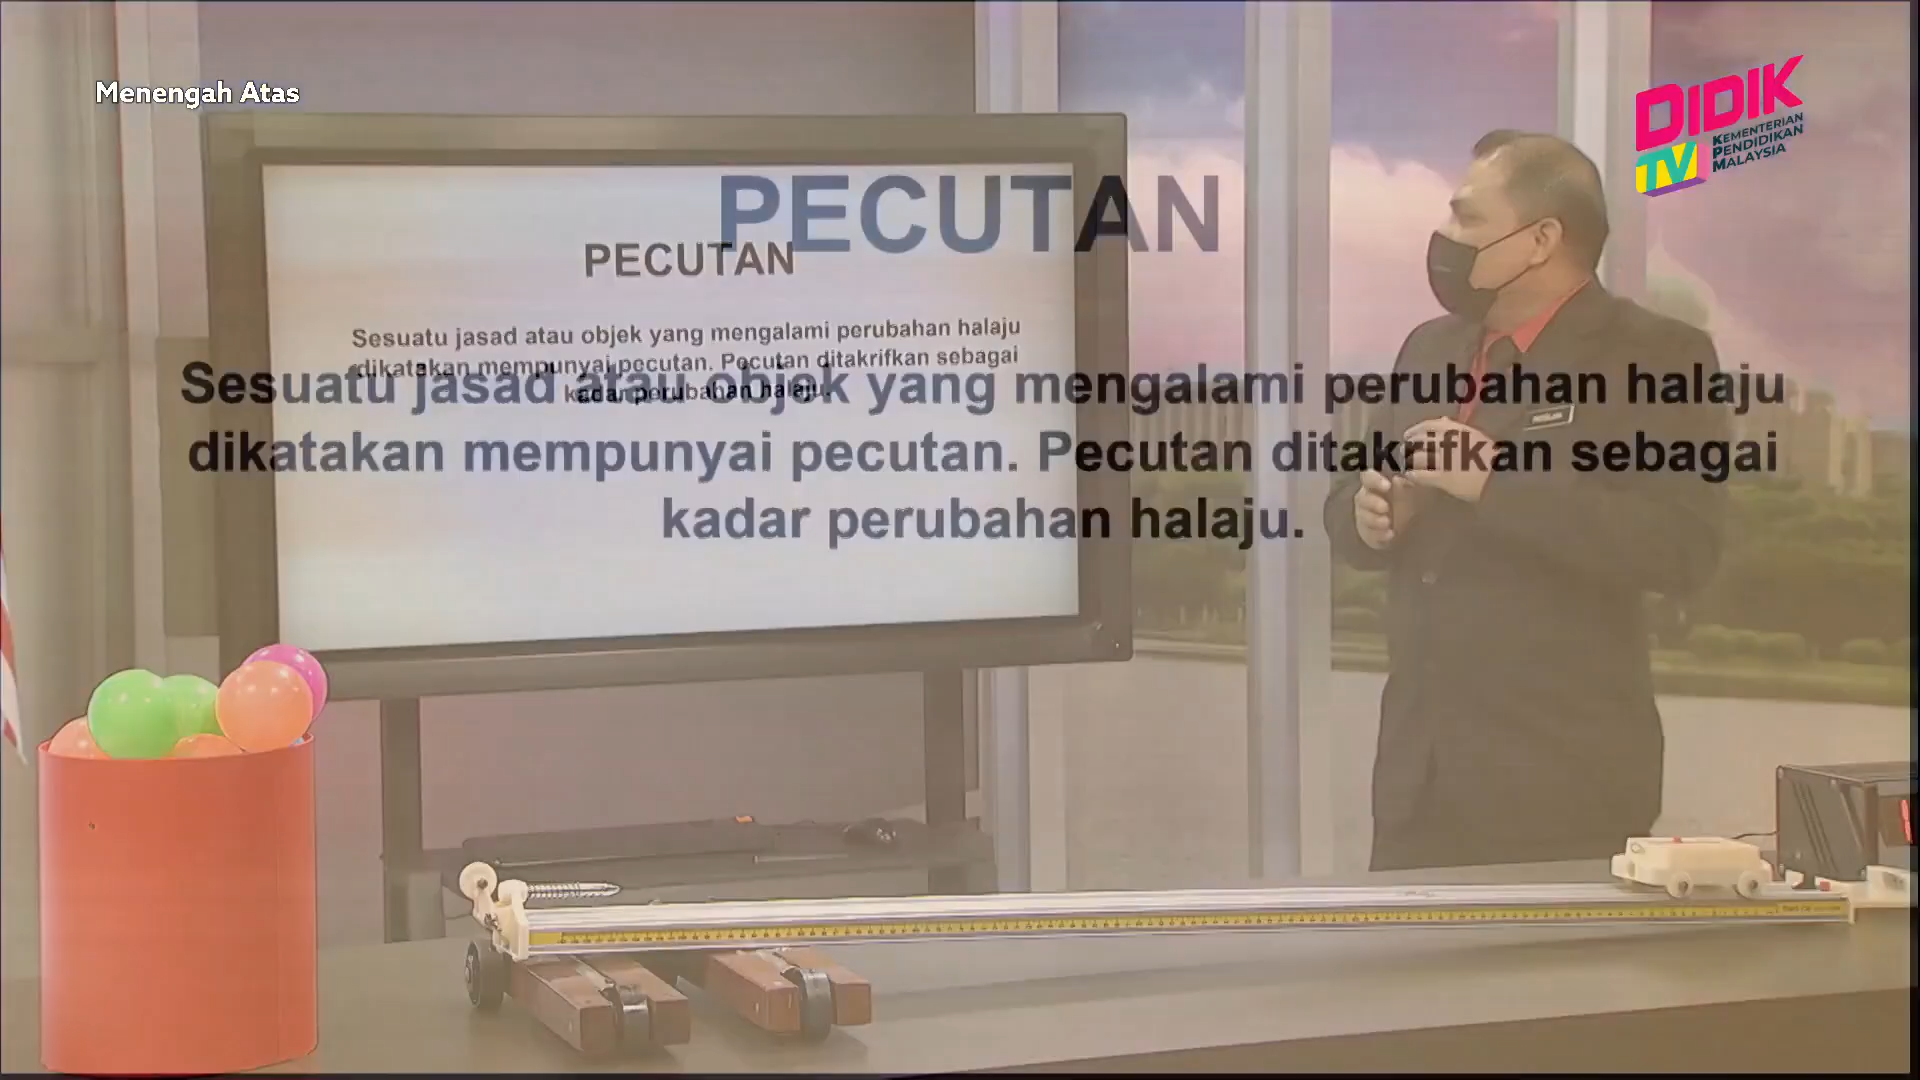 Menengah Atas
DIDIK
TV
KEMENTERIAN
PENDIDIKAN
MALAYSIA
PECUTAN
Sesuatu jasad atau objek yang mengalami perubahan halaju
dikatakan mempunyai pecutan. Pecutan ditakrifkan sebagai
kadar perubahan halaju.
PECUTAN
Sesuatu jasad atau objek yang mengalami perubahan halaju
dikatakan mempunyai pecutan. Pecutan ditakrifkan sebagai
kadar perubahan halaju.